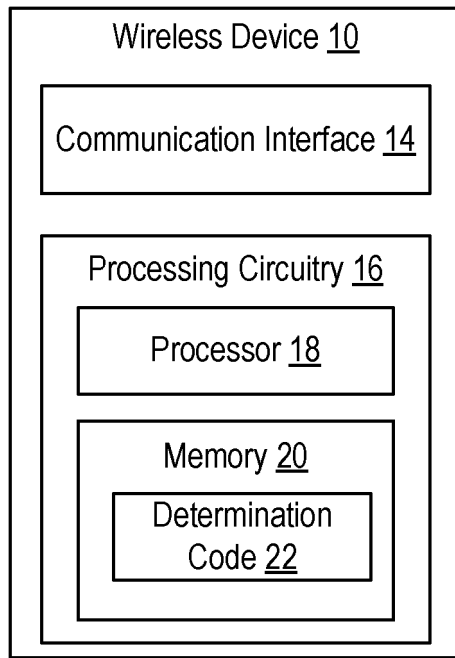 Wireless Device 10
Communication Interface 14
Processing Circuitry 16
Processor 18
Memory 20
Determination
Code 22